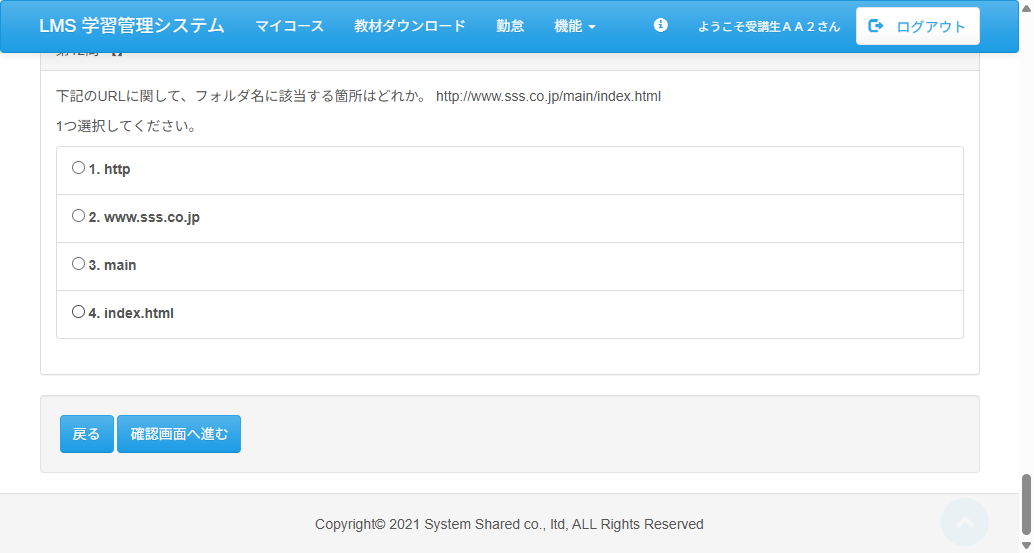 LMS 学習管理システム マイコース 教材ダウンロード 勤怠 機能 ようこそ受講生ＡＡ２さん ログアウト
下記のURLに関して、フォルダ名に該当する箇所はどれか。 http://www.sss.co.jp/main/index.html
1つ選択してください。
1. http
2. www.sss.co.jp
3. main
4. index.html
戻る 確認画面へ進む
Copyright© 2021 System Shared co., ltd, ALL Rights Reserved